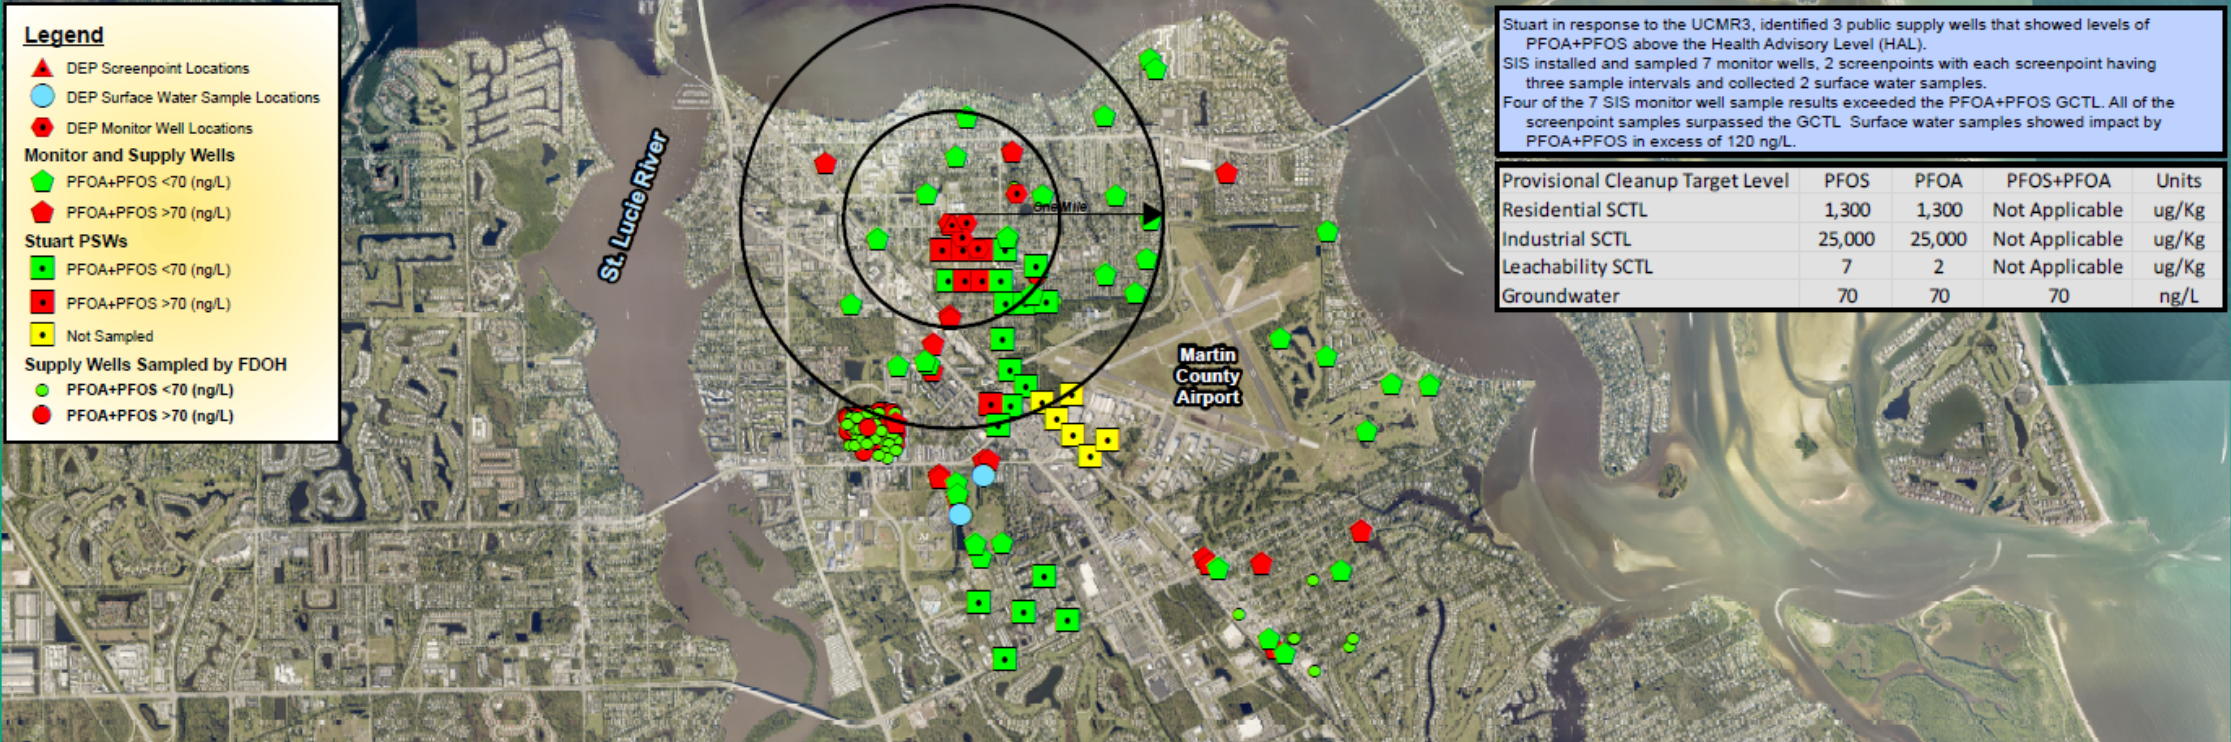 Legend
DEP Screenpoint Locations
DEP Surface Water Sample Locations
DEP Monitor Well Locations
Monitor and Supply Wells
PFOA+PFOS <70 (ng/L)
PFOA+PFOS >70 (ng/L)
Stuart PSWs
PFOA+PFOS <70 (ng/L)
PFOA+PFOS >70 (ng/L)
Not Sampled
Supply Wells Sampled by FDOH
PFOA+PFOS <70 (ng/L)
PFOA+PFOS >70 (ng/L)
St. Lucie River
One Mile
Martin
County
Airport
Stuart in response to the UCMR3, identified 3 public supply wells that showed levels of
PFOA+PFOS above the Health Advisory Level (HAL).
SIS installed and sampled 7 monitor wells, 2 screenpoints with each screenpoint having
three sample intervals and collected 2 surface water samples.
Four of the 7 SIS monitor well sample results exceeded the PFOA+PFOS GCTL. All of the
screenpoint samples surpassed the GCTL Surface water samples showed impact by
PFOA+PFOS in excess of 120 ng/L.
Provisional Cleanup Target Level PFOS PFOA PFOS+PFOA Units
Residential SCTL 1,300 1,300 Not Applicable ug/Kg
Industrial SCTL 25,000 25,000 Not Applicable ug/Kg
Leachability SCTL 7 2 Not Applicable ug/Kg
Groundwater 70 70 70 ng/L